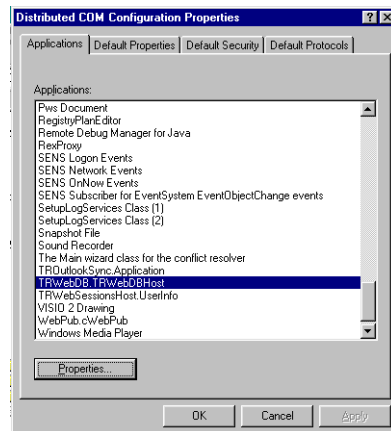 Distributed COM Configuration Properties
Applications Default Properties Default Security Default Protocols
Applications:
Pws Document
RegistryPlanEditor
Remote Debug Manager for Java
RexProxy
SENS Logon Events
SENS Network Events
SENS OnNow Events
SENS Subscriber for EventSystem EventObjectChange events
SetupLogServices Class (1)
SetupLogServices Class (2)
Snapshot File
Sound Recorder
The Main wizard class for the conflict resolver
TROutlookSync.Application
TRWebDB.TRWebDBHost
TRWebSessionsHost.UserInfo
VISIO 2 Drawing
WebPub.cWebPub
Windows Media Player
Properties...
OK Cancel Apply